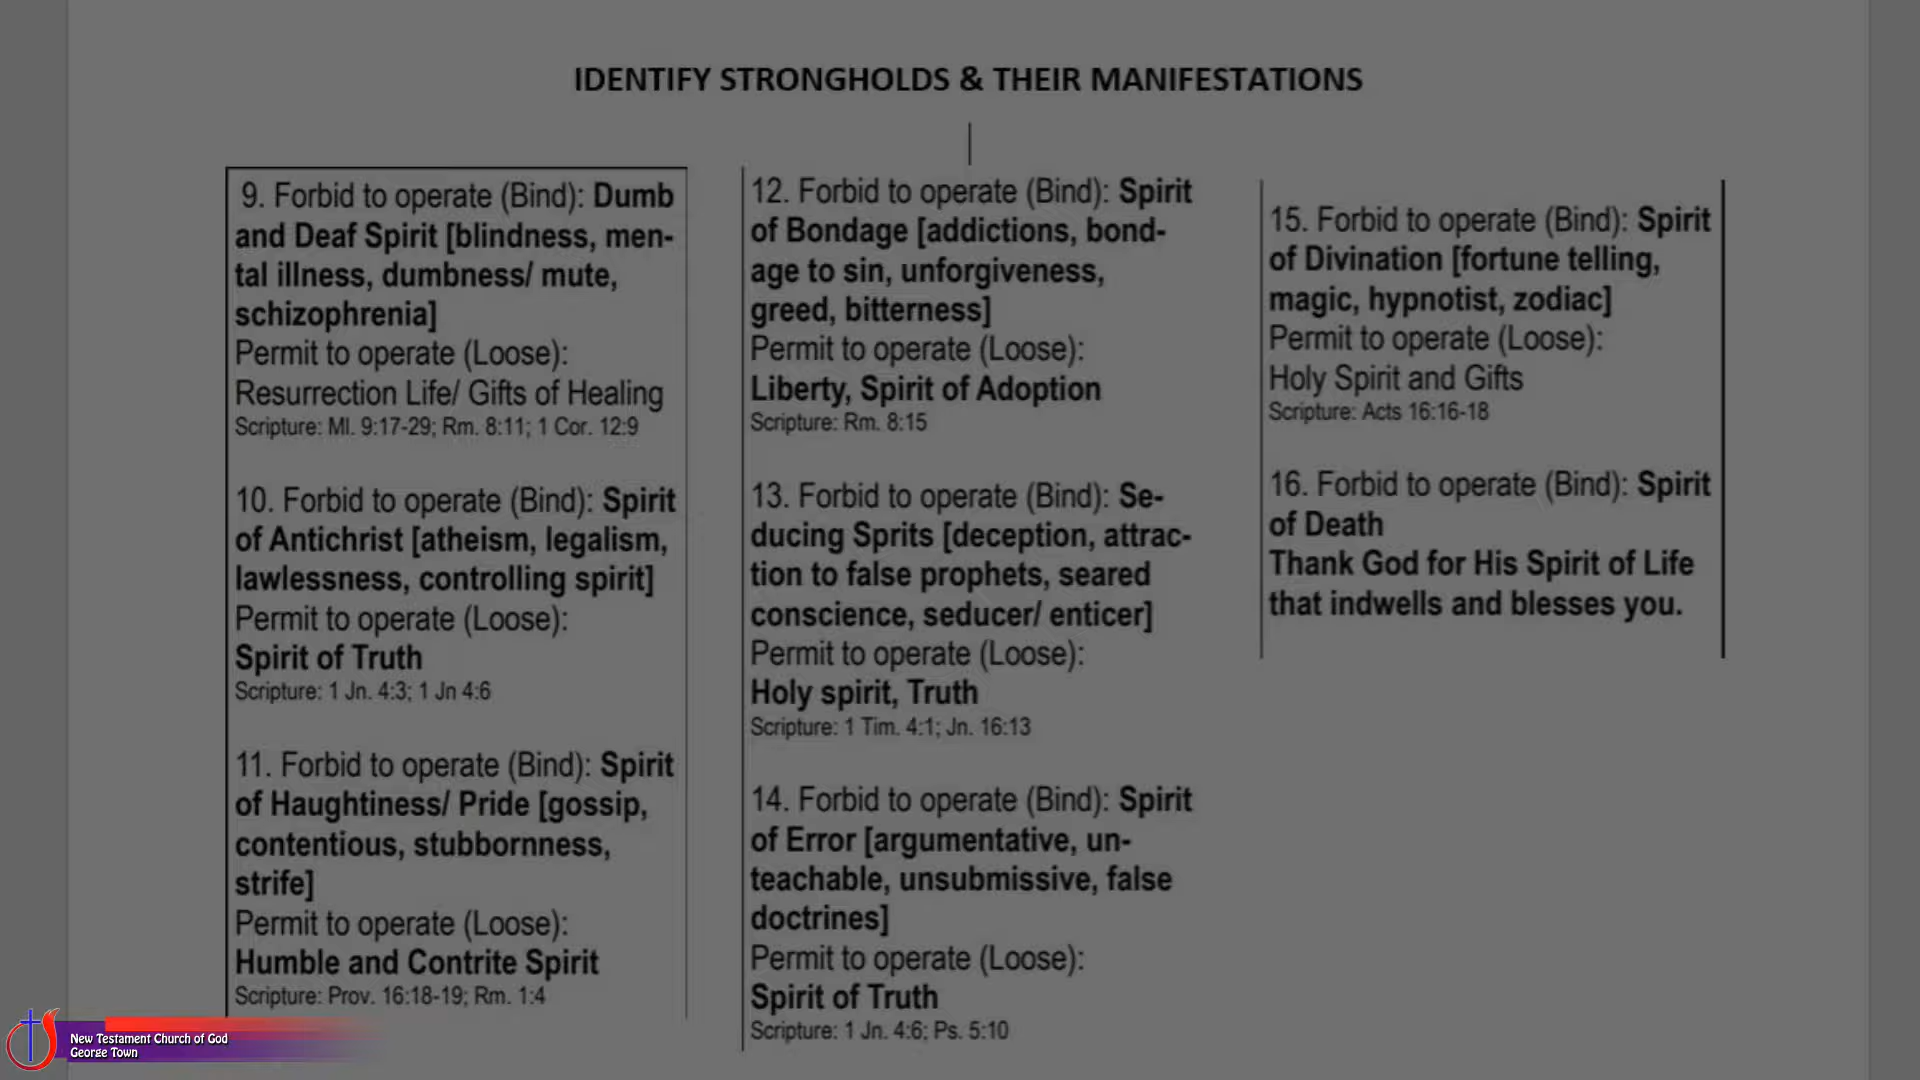 IDENTIFY STRONGHOLDS & THEIR MANIFESTATIONS
9. Forbid to operate (Bind): Dumb
and Deaf Spirit [blindness, men-
tal illness, dumbness/ mute,
schizophrenia]
Permit to operate (Loose):
Resurrection Life/ Gifts of Healing
Scripture: Ml. 9:17-29; Rm. 8:11; 1 Cor. 12:9
10. Forbid to operate (Bind): Spirit
of Antichrist [atheism, legalism,
lawlessness, controlling spirit]
Permit to operate (Loose):
Spirit of Truth
Scripture: 1 Jn. 4:3; 1 Jn 4:6
11. Forbid to operate (Bind): Spirit
of Haughtiness/ Pride [gossip,
contentious, stubbornness,
strife]
Permit to operate (Loose):
Humble and Contrite Spirit
Scripture: Prov. 16:18-19; Rm. 1:4
12. Forbid to operate (Bind): Spirit
of Bondage [addictions, bond-
age to sin, unforgiveness,
greed, bitterness]
Permit to operate (Loose):
Liberty, Spirit of Adoption
Scripture: Rm. 8:15
13. Forbid to operate (Bind): Se-
ducing Sprits [deception, attrac-
tion to false prophets, seared
conscience, seducer/ enticer]
Permit to operate (Loose):
Holy spirit, Truth
Scripture: 1 Tim. 4:1; Jn. 16:13
14. Forbid to operate (Bind): Spirit
of Error [argumentative, un-
teachable, unsubmissive, false
doctrines]
Permit to operate (Loose):
Spirit of Truth
Scripture: 1 Jn. 4:6; Ps. 5:10
15. Forbid to operate (Bind): Spirit
of Divination [fortune telling,
magic, hypnotist, zodiac]
Permit to operate (Loose):
Holy Spirit and Gifts
Scripture: Acts 16:16-18
16. Forbid to operate (Bind): Spirit
of Death
Thank God for His Spirit of Life
that indwells and blesses you.
New Testament Church of God
George Town